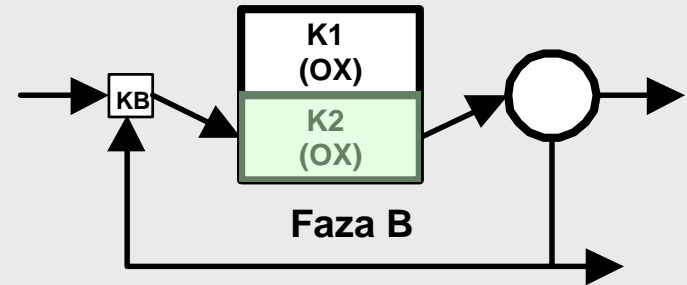 K1
(OX)
KB
K2
(OX)
Faza B